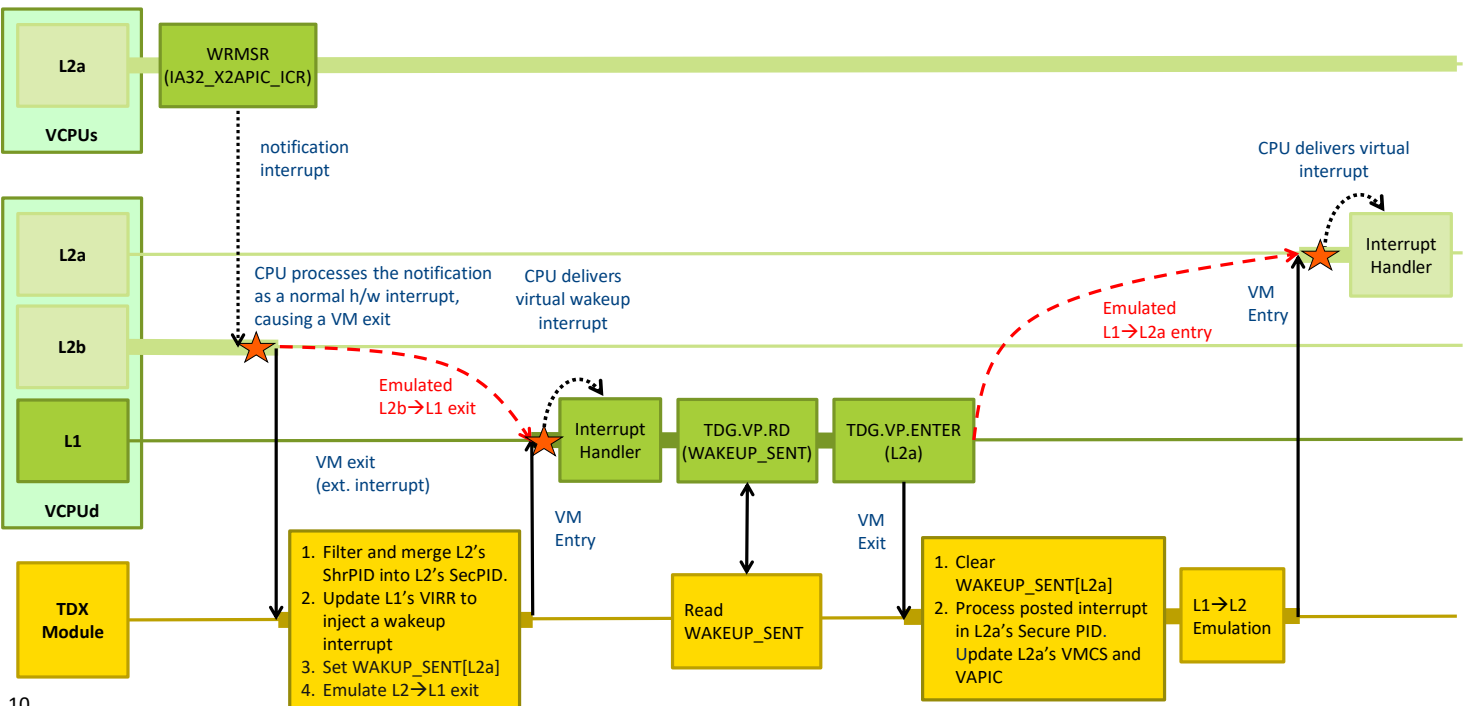 L2a
VCPUs
WRMSR
(IA32_X2APIC_ICR)
notification
interrupt
CPU delivers virtual
interrupt
L2a
L2b
L1
VCPUd
CPU processes the notification
as a normal h/w interrupt,
causing a VM exit
CPU delivers
virtual wakeup
interrupt
Interrupt
Handler
VM
Entry
Emulated
L1→L2a entry
Emulated
L2b→L1 exit
Interrupt
Handler
TDG.VP.RD
(WAKEUP_SENT)
TDG.VP.ENTER
(L2a)
VM exit
(ext. interrupt)
VM
Entry
VM
Exit
TDX
Module
1. Filter and merge L2's
ShrPID into L2's SecPID.
2. Update L1's VIRR to
inject a wakeup
interrupt
3. Set WAKUP_SENT[L2a]
4. Emulate L2→L1 exit
Read
WAKEUP_SENT
1. Clear
WAKEUP_SENT[L2a]
2. Process posted interrupt
in L2a's Secure PID.
Update L2a's VMCS and
VAPIC
L1→L2
Emulation
10